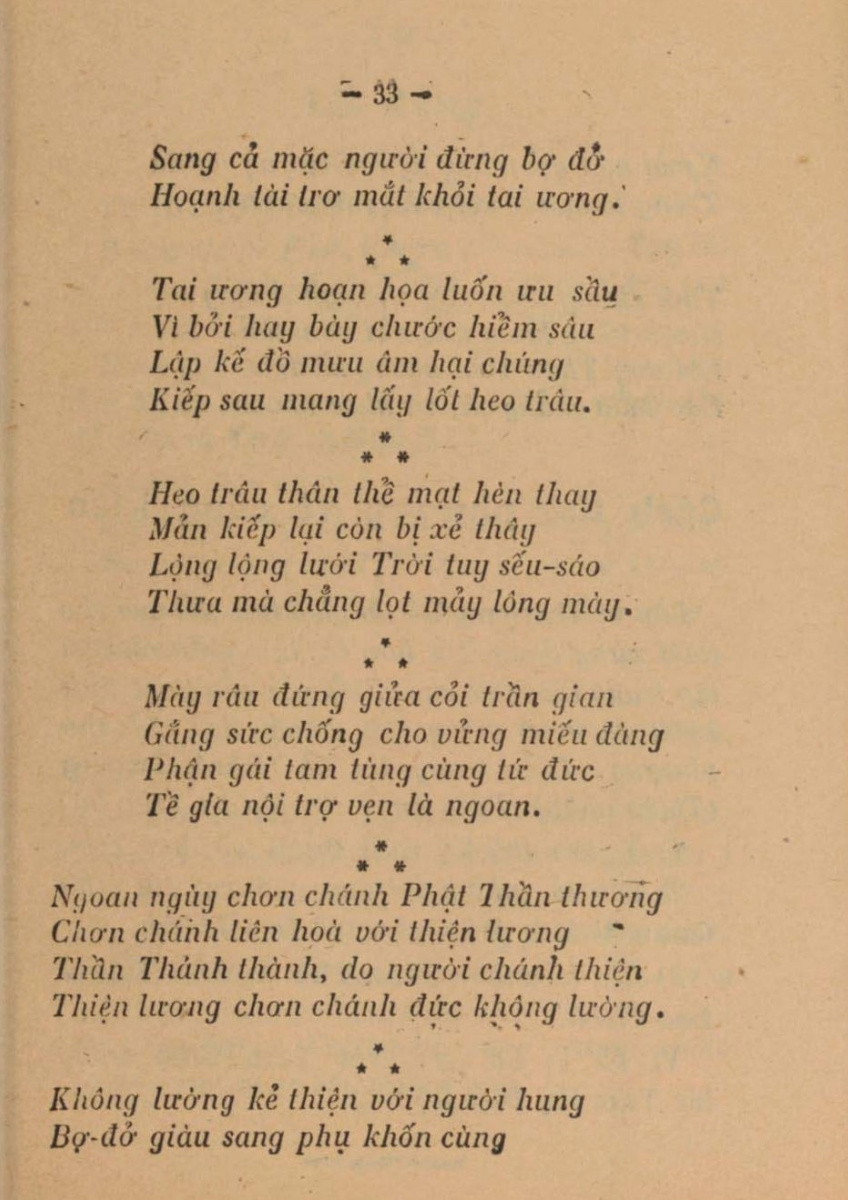 - 33 -
Sang cả mặc người đừng bợ đở
Hoạnh tài trơ mắt khỏi tai ương.
* * *
Tai ương hoạn họa luốn ưu sầu
Vì bởi hay bày chước hiềm sâu
Lập kế đồ mưu âm hại chúng
Kiếp sau mang lấy lốt heo trâu.
* * *
Heo trâu thân thể mạt hèn thay
Mản kiếp lại còn bị xẻ thây
Lộng lộng lưới Trời tuy sếu-sáo
Thưa mà chẳng lọt mảy lông mày.
* * *
Mày râu đứng giửa cỏi trần gian
Gắng sức chống cho vửng miếu đàng
Phận gái tam tùng cùng tứ đức
Tề gia nội trợ vẹn là ngoan.
* * *
Ngoan ngùy chơn chánh Phật Thần thương
Chơn chánh liên hoà với thiện lương
Thần Thánh thành, do người chánh thiện
Thiện lương chơn chánh đức không lường.
* * *
Không lường kẻ thiện với người hung
Bợ-đở giàu sang phụ khốn cùng